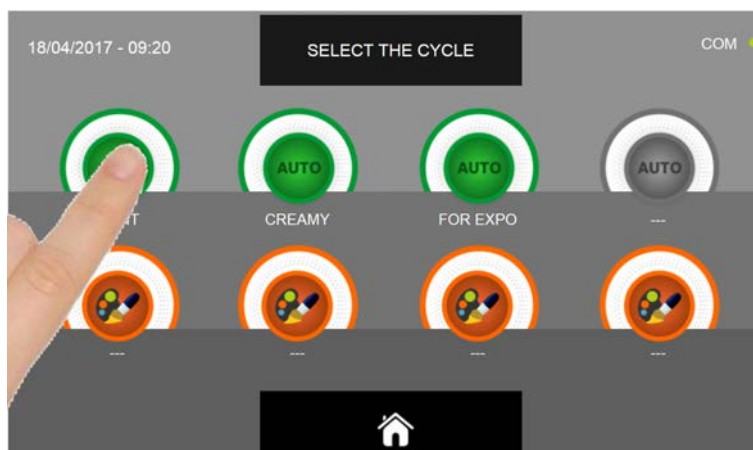 18/04/2017 - 09:20
SELECT THE CYCLE
COM
AUTO
AUTO
AUTO
CREAMY
FOR EXPO
---
---
---
---
---